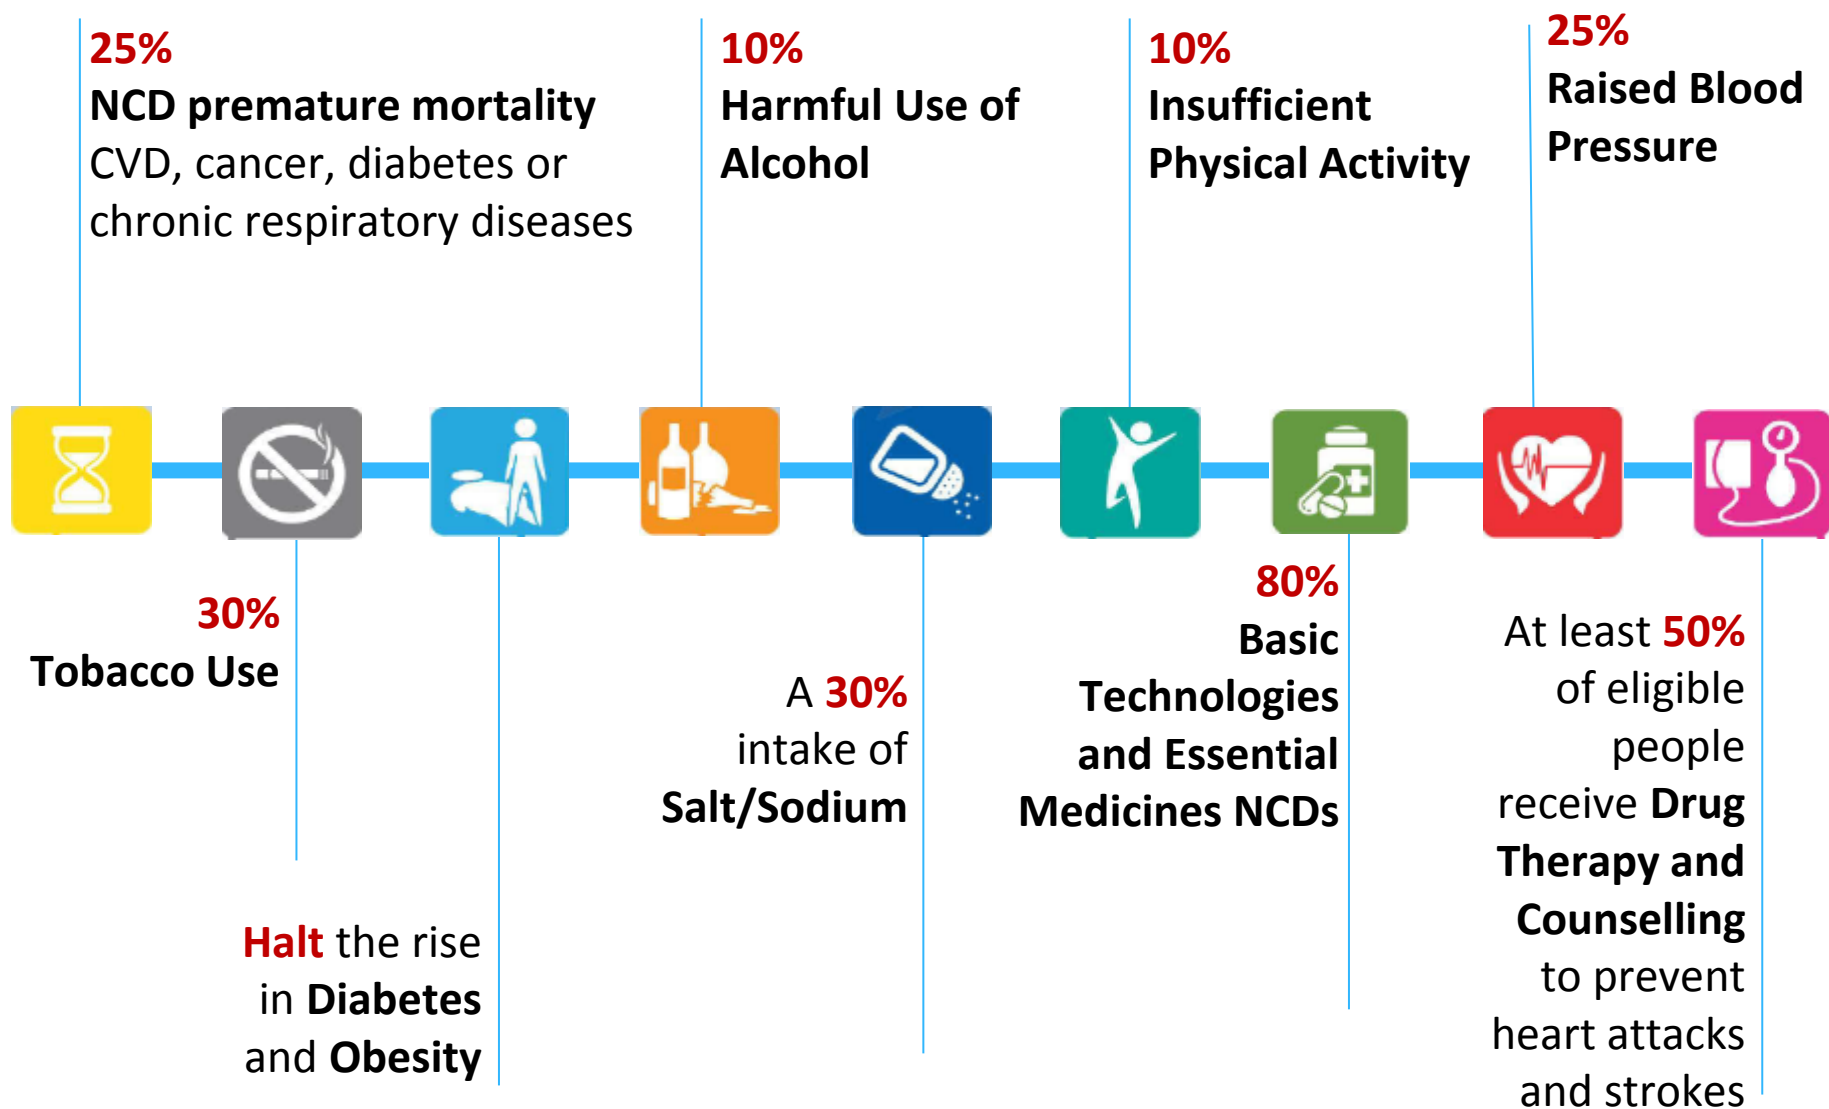 25%
NCD premature mortality
CVD, cancer, diabetes or
chronic respiratory diseases
10%
Harmful Use of
Alcohol
10%
Insufficient
Physical Activity
25%
Raised Blood
Pressure
30%
Tobacco Use
Halt the rise
in Diabetes
and Obesity
A 30%
intake of
Salt/Sodium
80%
Basic
Technologies
and Essential
Medicines NCDs
At least 50%
of eligible
people
receive Drug
Therapy and
Counselling
to prevent
heart attacks
and strokes